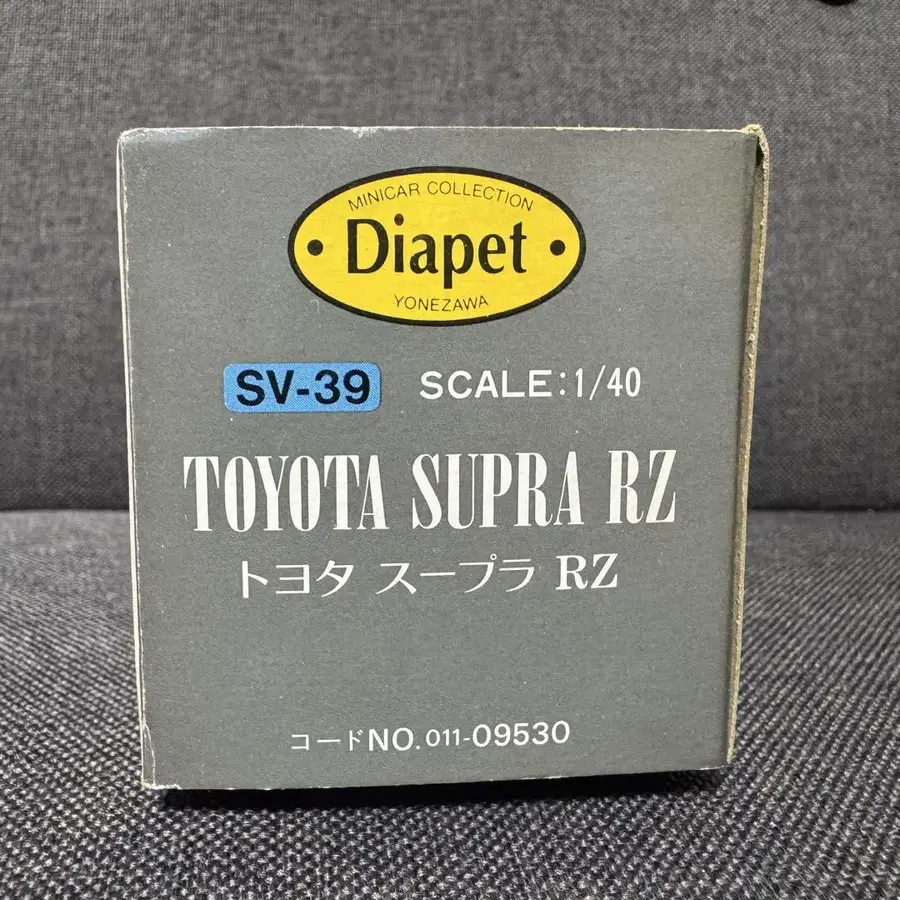 MINICAR COLLECTION
• Diapet •
YONEZAWA
SV-39 SCALE:1/40
TOYOTA SUPRA RZ
トヨタ スープラ RZ
コードNO. 011-09530